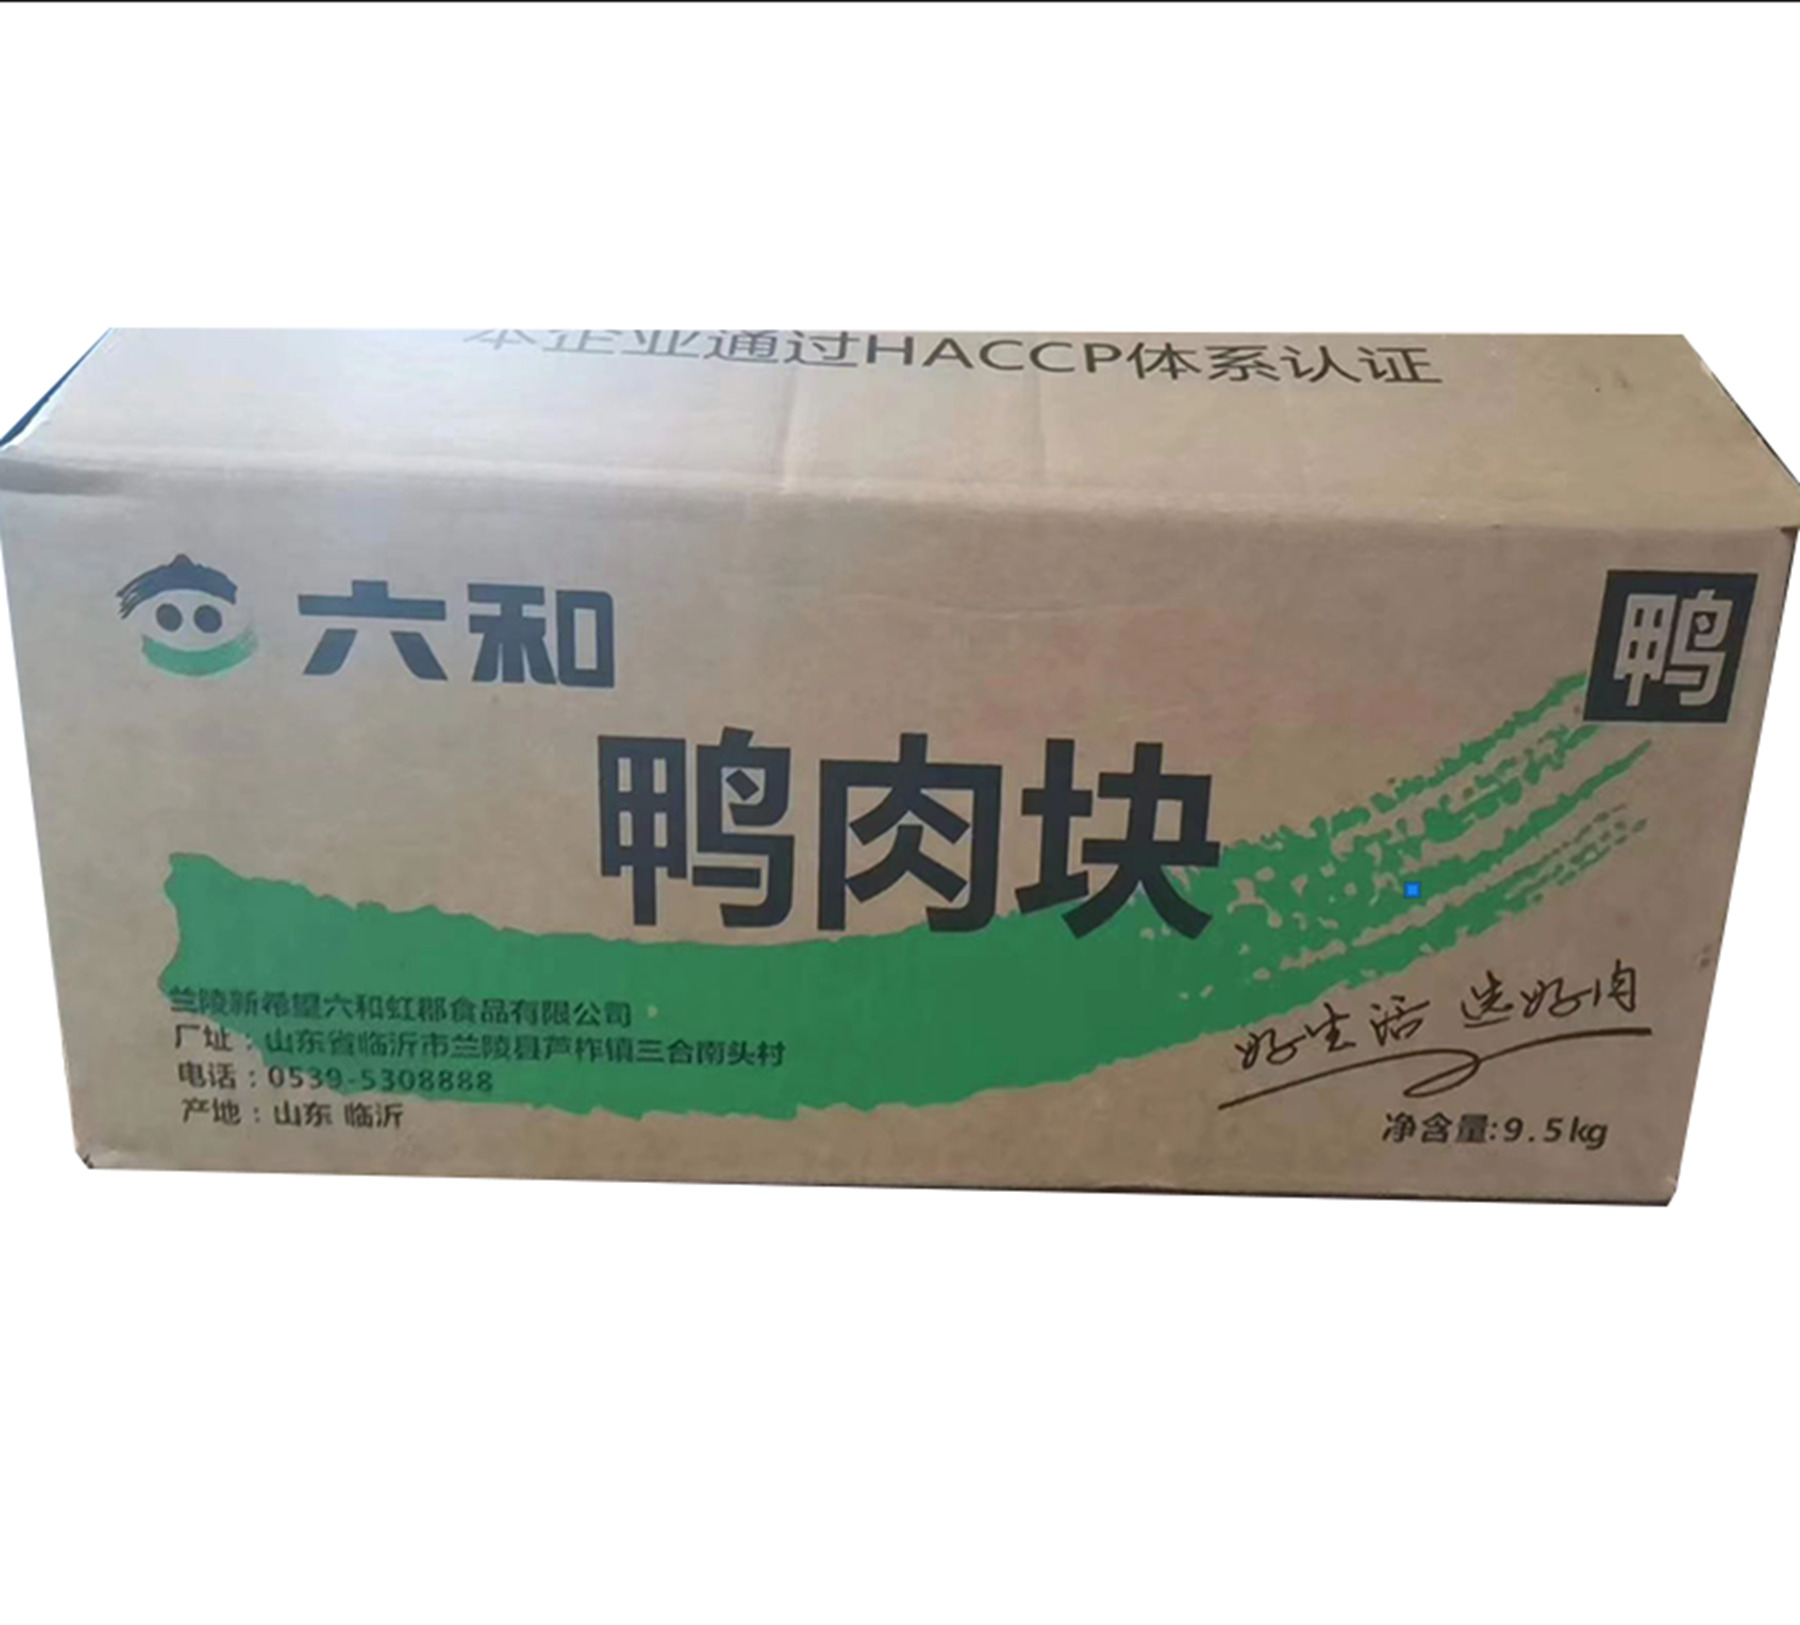 本企业通过HACCP体系认证
六和
鸭
鸭肉块
兰陵新希望六和虹郡食品有限公司
厂址：山东省临沂市兰陵县芦柞镇三合南头村
电话：0539-5308888
产地：山东 临沂
好生活 选好肉
净含量:9.5kg